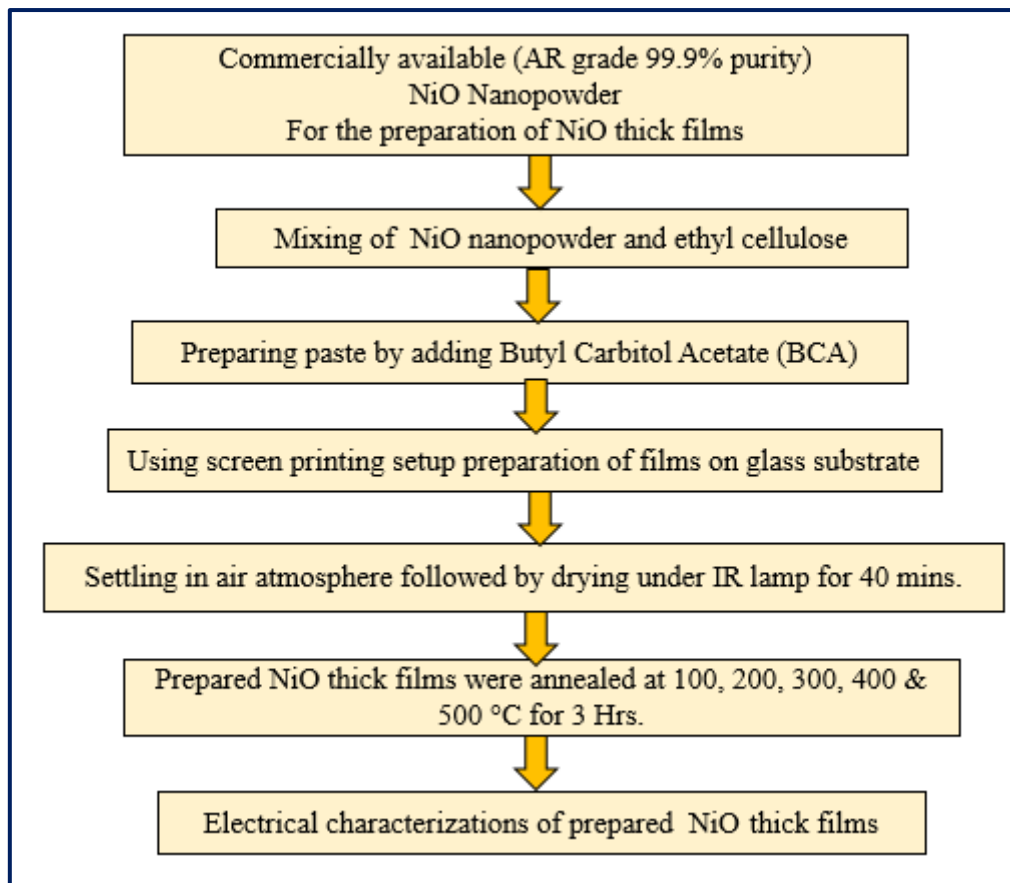 Commercially available (AR grade 99.9% purity)
NiO Nanopowder
For the preparation of NiO thick films
Mixing of NiO nanopowder and ethyl cellulose
Preparing paste by adding Butyl Carbitol Acetate (BCA)
Using screen printing setup preparation of films on glass substrate
Settling in air atmosphere followed by drying under IR lamp for 40 mins.
Prepared NiO thick films were annealed at 100, 200, 300, 400 &
500 °C for 3 Hrs.
Electrical characterizations of prepared NiO thick films